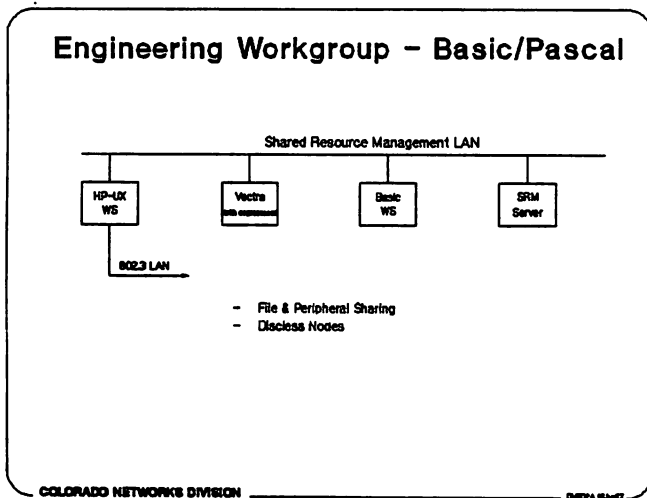 Engineering Workgroup - Basic/Pascal
Shared Resource Management LAN
HP-UX
WS
Vectra
Basic
WS
SRM
Server
802.3 LAN
- File & Peripheral Sharing
- Discless Nodes
COLORADO NETWORKS DIVISION